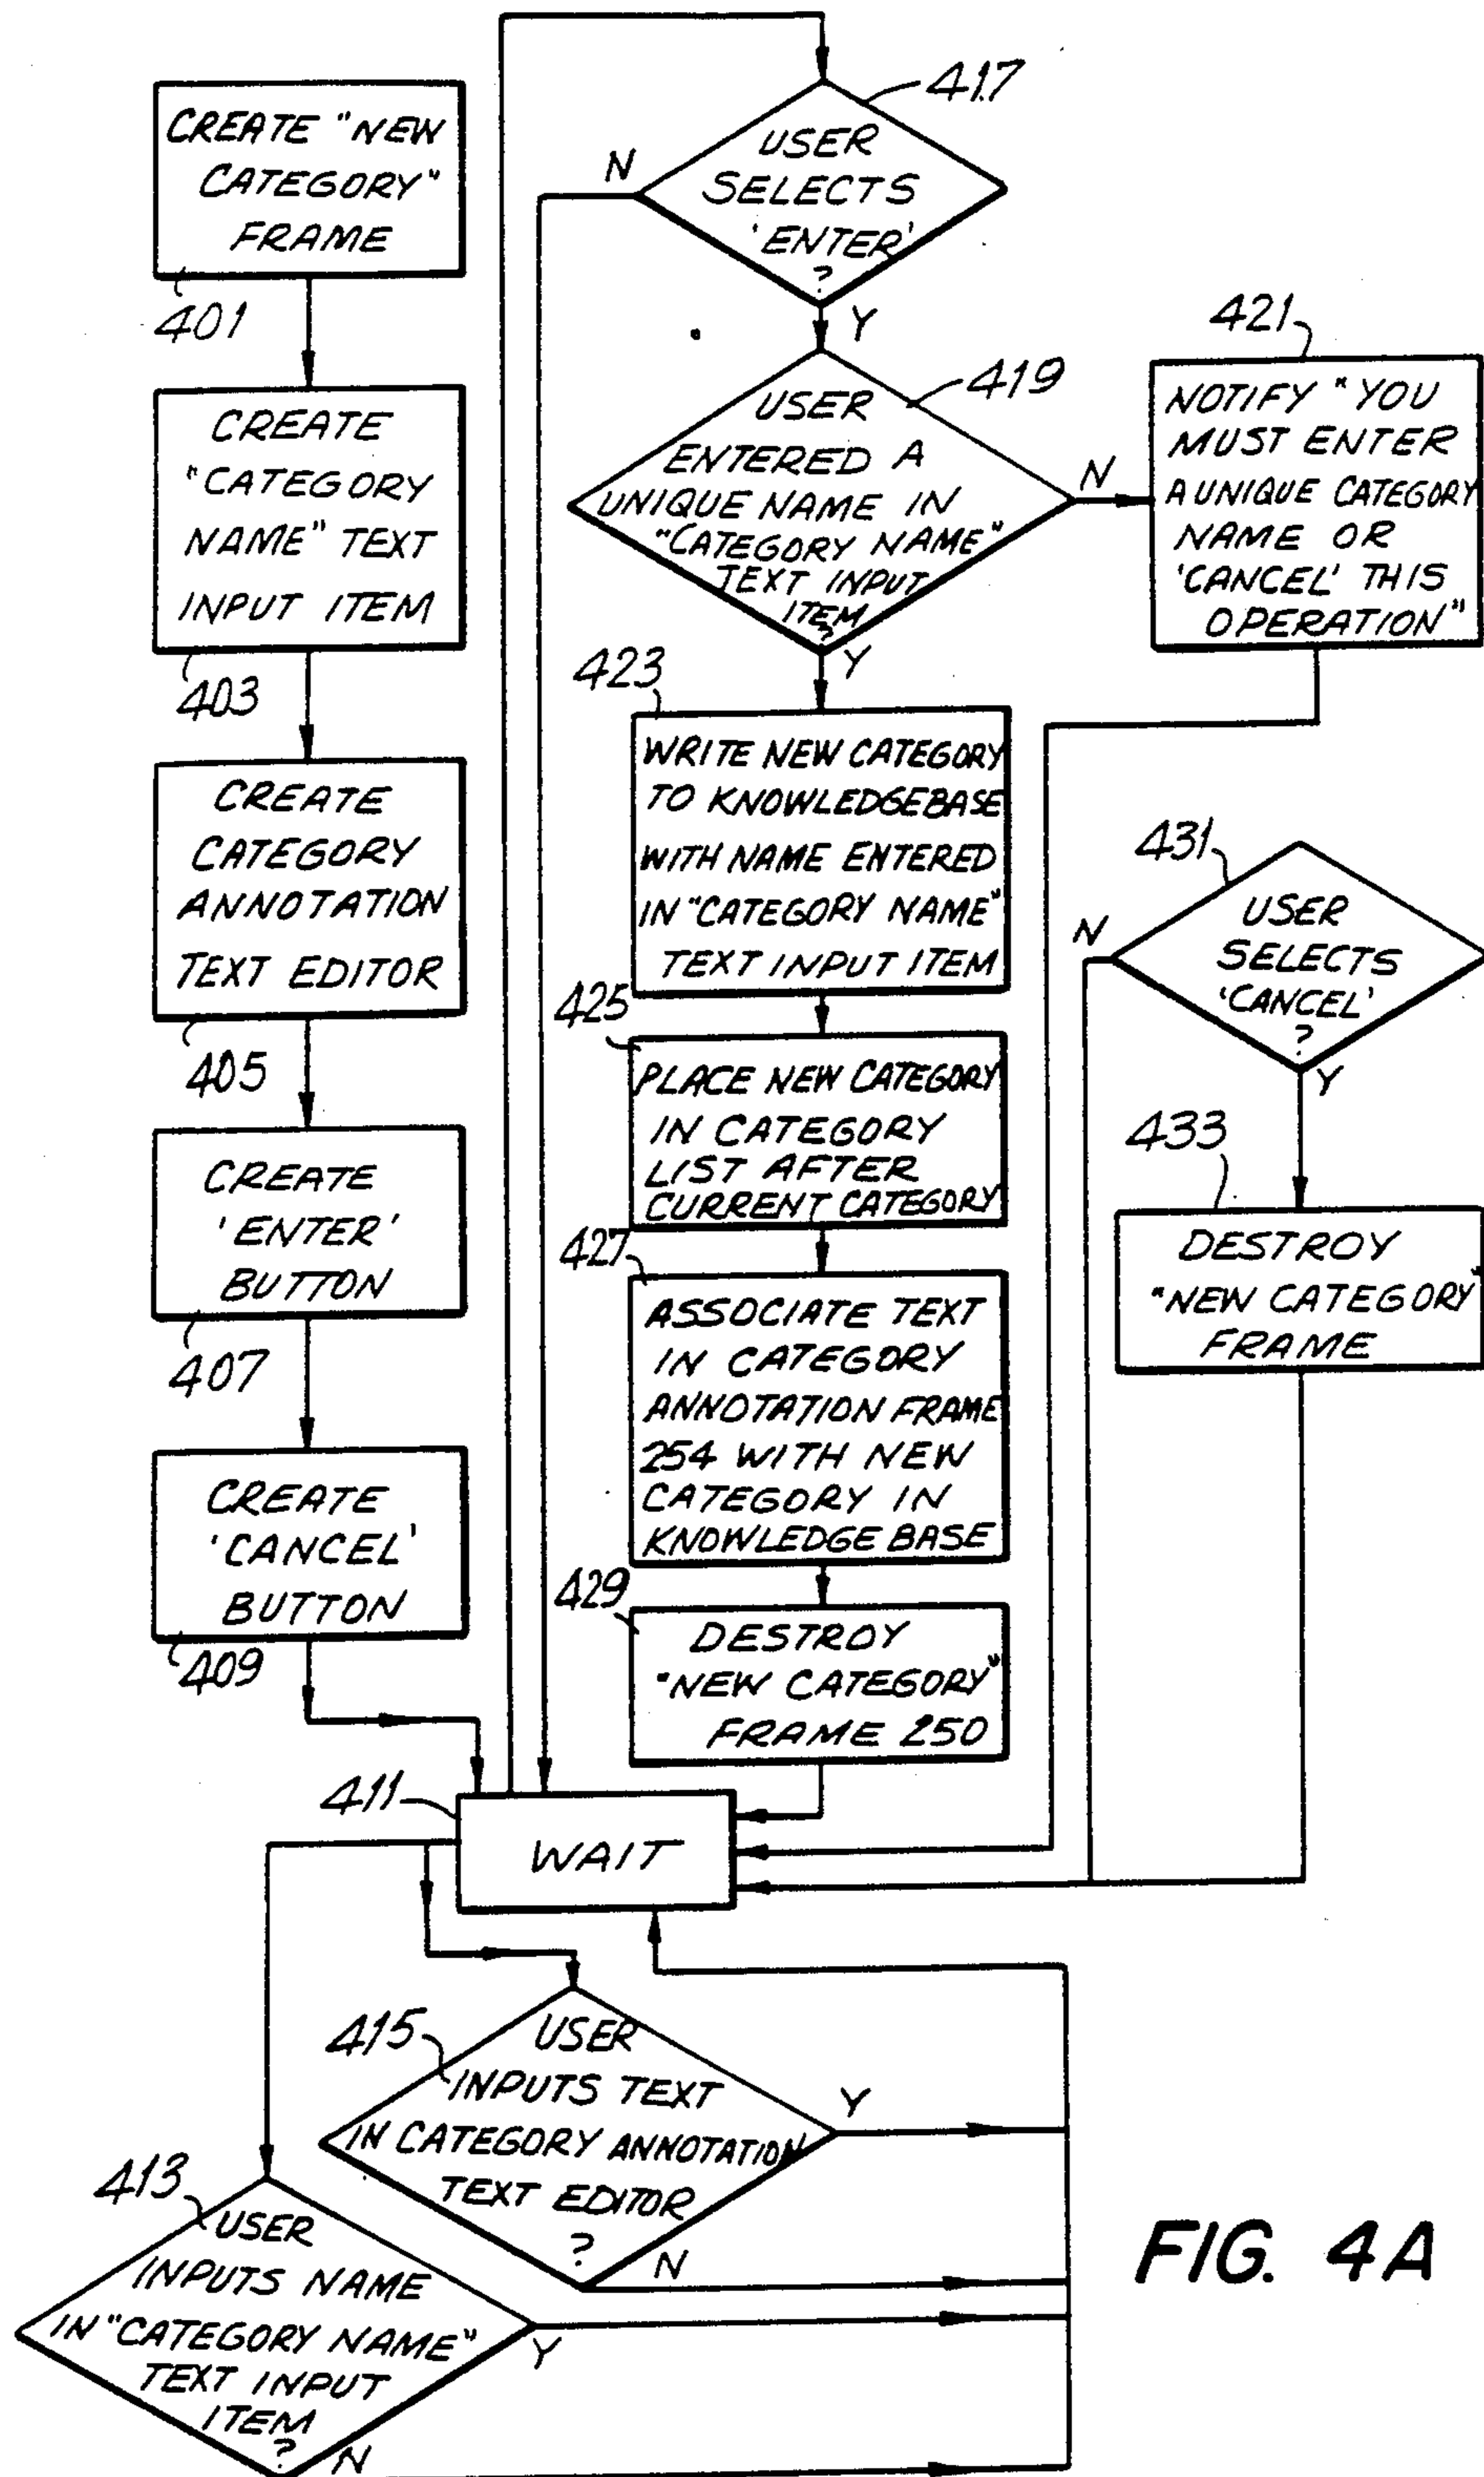 CREATE "NEW
CATEGORY"
FRAME
401
CREATE
"CATEGORY
NAME" TEXT
INPUT ITEM
403
CREATE
CATEGORY
ANNOTATION
TEXT EDITOR
405
CREATE
'ENTER'
BUTTON
407
CREATE
'CANCEL'
BUTTON
409
417
USER
SELECTS
'ENTER'
?
N
Y
419
USER
ENTERED A
UNIQUE NAME IN
"CATEGORY NAME"
TEXT INPUT
ITEM
?
N
Y
421
NOTIFY "YOU
MUST ENTER
A UNIQUE CATEGORY
NAME OR
'CANCEL' THIS
OPERATION"
423
WRITE NEW CATEGORY
TO KNOWLEDGEBASE
WITH NAME ENTERED
IN "CATEGORY NAME"
TEXT INPUT ITEM
425
PLACE NEW CATEGORY
IN CATEGORY
LIST AFTER
CURRENT CATEGORY
427
ASSOCIATE TEXT
IN CATEGORY
ANNOTATION FRAME
254 WITH NEW
CATEGORY IN
KNOWLEDGE BASE
429
DESTROY
"NEW CATEGORY"
FRAME 250
431
USER
SELECTS
'CANCEL'
?
N
Y
433
DESTROY
"NEW CATEGORY"
FRAME
411
WAIT
415
USER
INPUTS TEXT
IN CATEGORY ANNOTATION
TEXT EDITOR
?
Y
N
413
USER
INPUTS NAME
IN "CATEGORY NAME"
TEXT INPUT
ITEM
?
Y
N
FIG. 4A